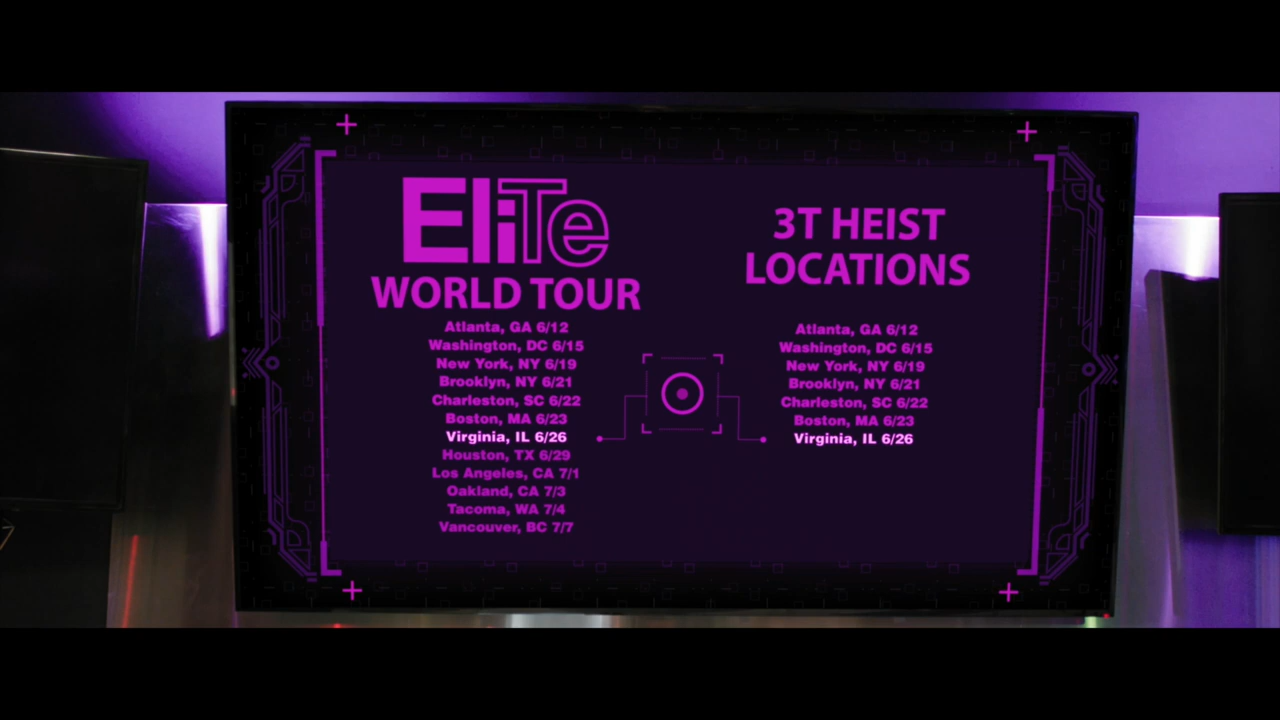 EliTe
WORLD TOUR
Atlanta, GA 6/12
Washington, DC 6/15
New York, NY 6/19
Brooklyn, NY 6/21
Charleston, SC 6/22
Boston, MA 6/23
Virginia, IL 6/26
Houston, TX 6/29
Los Angeles, CA 7/1
Oakland, CA 7/3
Tacoma, WA 7/4
Vancouver, BC 7/7
3T HEIST
LOCATIONS
Atlanta, GA 6/12
Washington, DC 6/15
New York, NY 6/19
Brooklyn, NY 6/21
Charleston, SC 6/22
Boston, MA 6/23
Virginia, IL 6/26